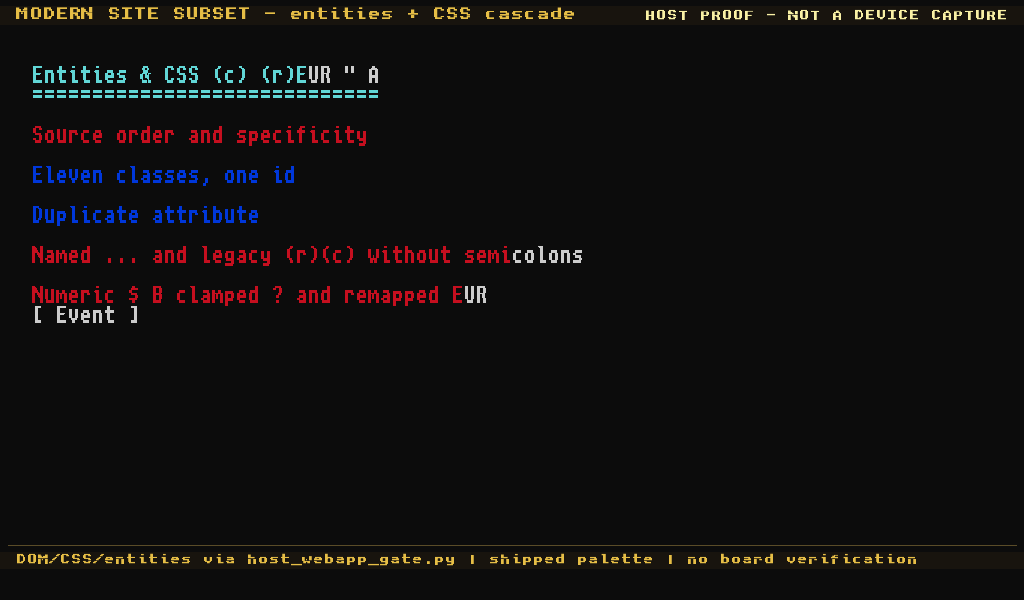 MODERN SITE SUBSET - entities + CSS cascade
HOST PROOF - NOT A DEVICE CAPTURE
Entities & CSS (c) (r)EUR " A
=============================
Source order and specificity
Eleven classes, one id
Duplicate attribute
Named ... and legacy (r)(c) without semicolons
Numeric $ B clamped ? and remapped EUR
[ Event ]
DOM/CSS/entities via host_webapp_gate.py | shipped palette | no board verification